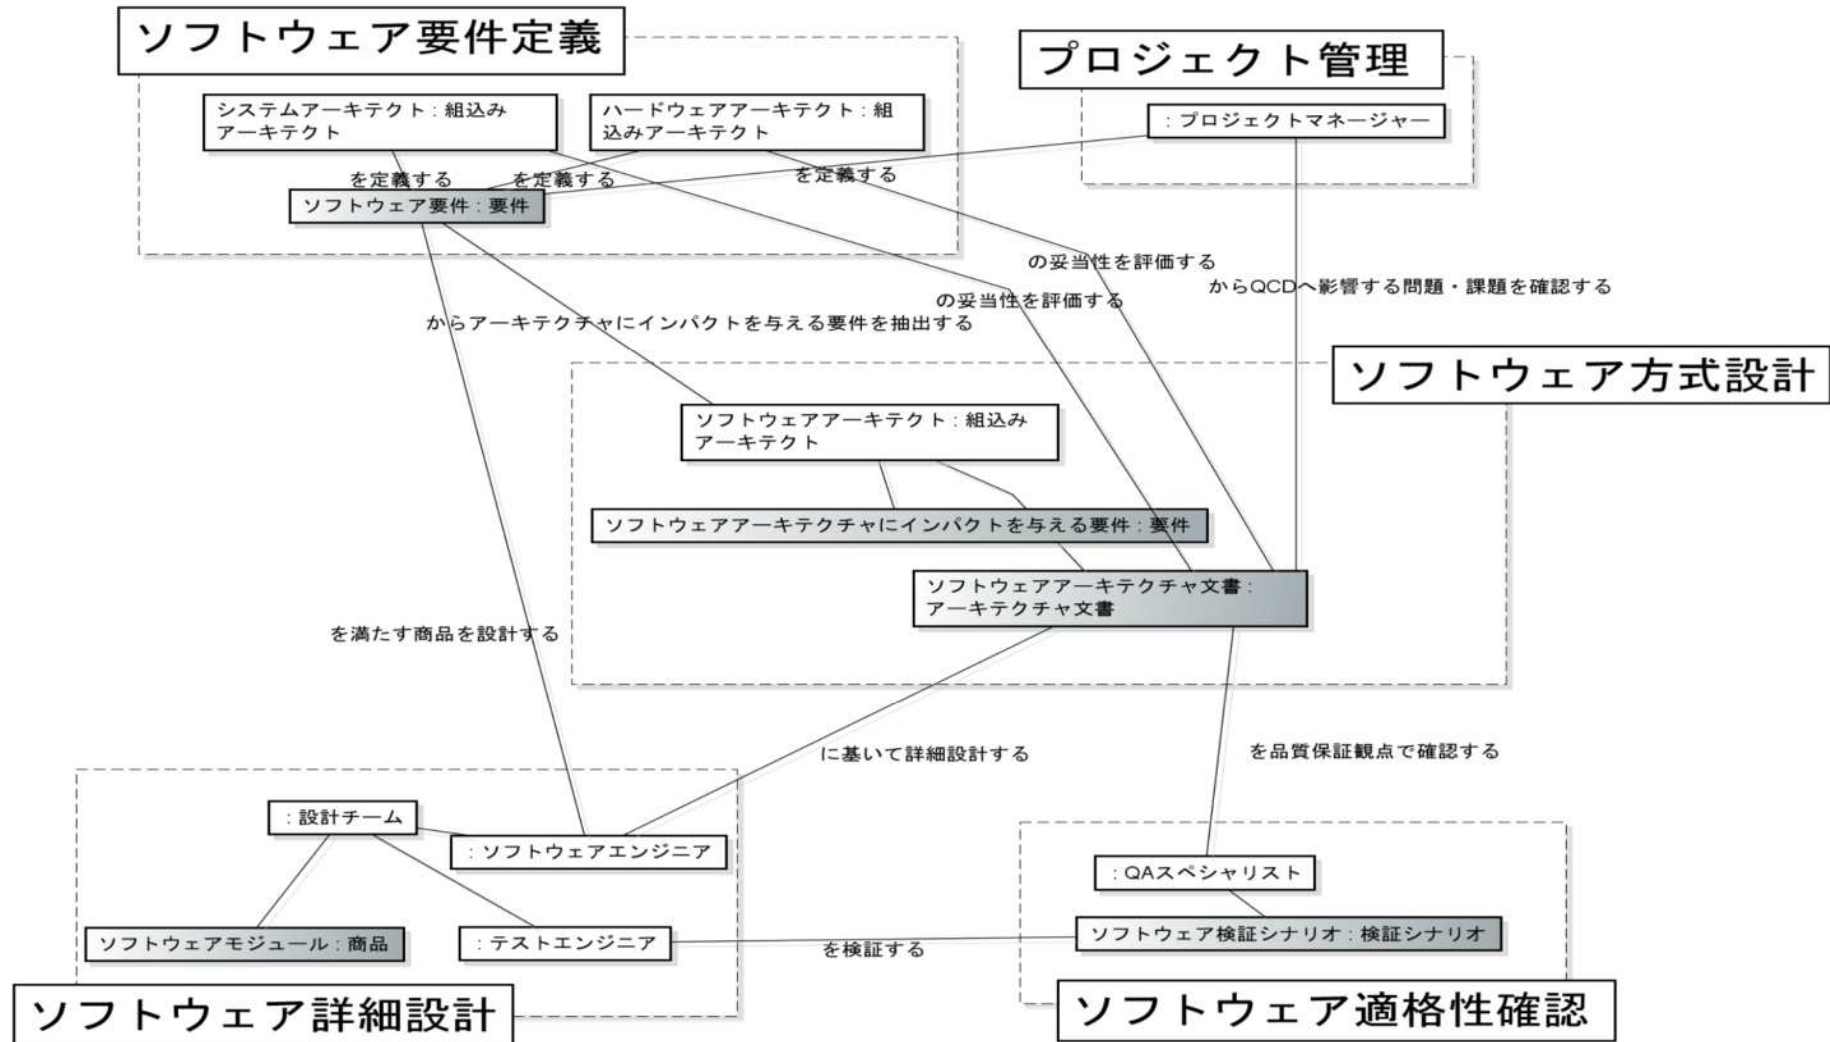 ソフトウェア要件定義
プロジェクト管理
システムアーキテクト：組込み
アーキテクト
ハードウェアアーキテクト：組
込みアーキテクト
：プロジェクトマネージャー
を定義する
を定義する
を定義する
ソフトウェア要件：要件
の妥当性を評価する
からQCDへ影響する問題・課題を確認する
の妥当性を評価する
からアーキテクチャにインパクトを与える要件を抽出する
ソフトウェア方式設計
ソフトウェアアーキテクト：組込み
アーキテクト
ソフトウェアアーキテクチャにインパクトを与える要件：要件
ソフトウェアアーキテクチャ文書：
アーキテクチャ文書
を満たす商品を設計する
に基いて詳細設計する
を品質保証観点で確認する
：設計チーム
：ソフトウェアエンジニア
：QAスペシャリスト
ソフトウェアモジュール：商品
：テストエンジニア
を検証する
ソフトウェア検証シナリオ：検証シナリオ
ソフトウェア詳細設計
ソフトウェア適格性確認